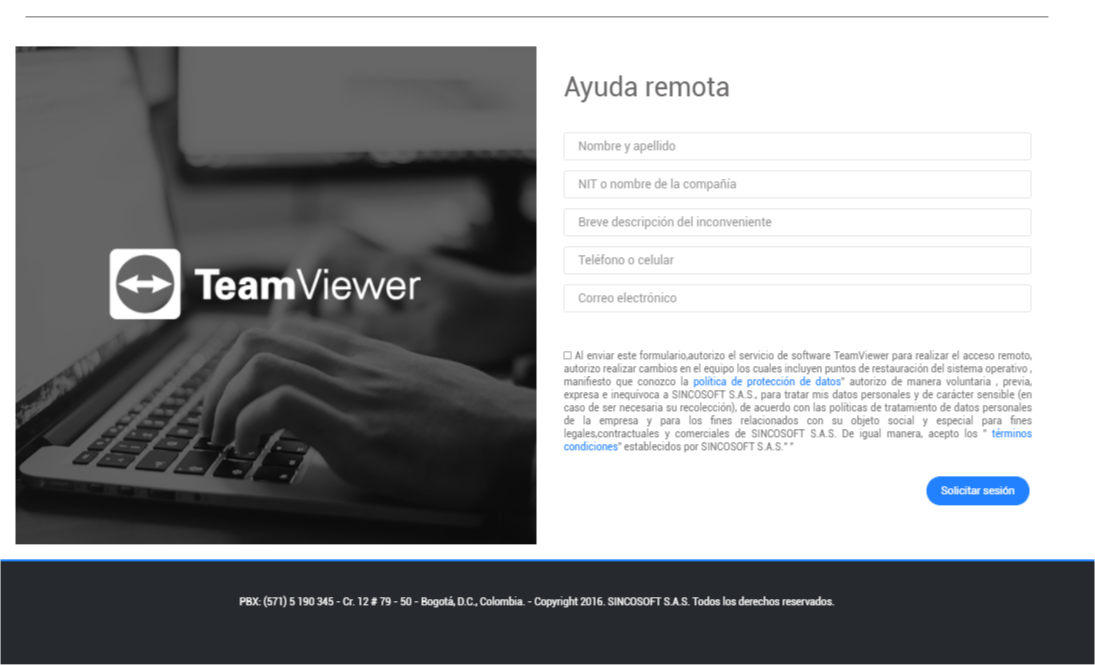 TeamViewer
Ayuda remota
Nombre y apellido
NIT o nombre de la compañía
Breve descripción del inconveniente
Teléfono o celular
Correo electrónico
Al enviar este formulario,autorizo el servicio de software TeamViewer para realizar el acceso remoto,
autorizo realizar cambios en el equipo los cuales incluyen puntos de restauración del sistema operativo ,
manifiesto que conozco la política de protección de datos" autorizo de manera voluntaria , previa,
expresa e inequívoca a SINCOSOFT S.A.S., para tratar mis datos personales y de carácter sensible (en
caso de ser necesaria su recolección), de acuerdo con las políticas de tratamiento de datos personales
de la empresa y para los fines relacionados con su objeto social y especial para fines
legales,contractuales y comerciales de SINCOSOFT S.A.S. De igual manera, acepto los " términos
condiciones" establecidos por SINCOSOFT S.A.S." "
Solicitar sesión
PBX: (571) 5 190 345 - Cr. 12 # 79 - 50 - Bogotá, D.C., Colombia. - Copyright 2016. SINCOSOFT S.A.S. Todos los derechos reservados.